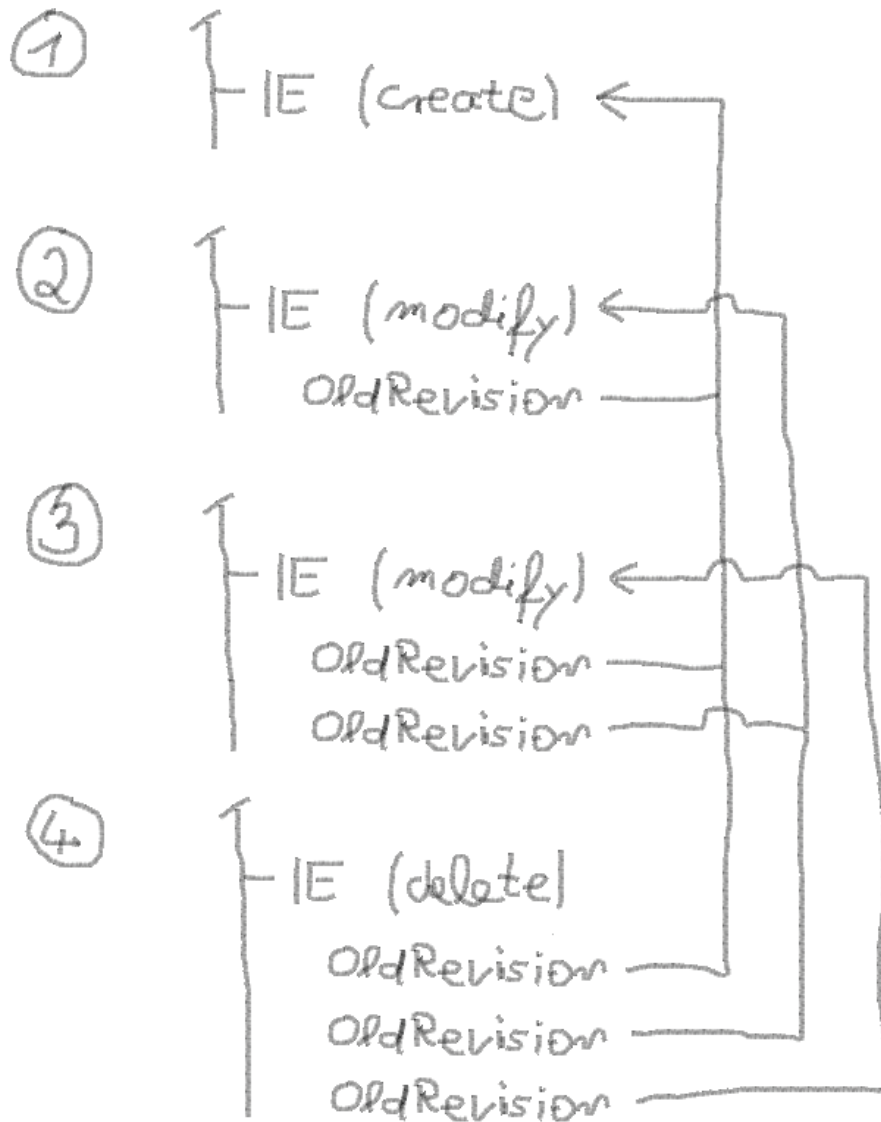 1
IE (create)
2
IE (modify)
OldRevision
3
IE (modify)
OldRevision
OldRevision
4
IE (delete)
OldRevision
OldRevision
OldRevision